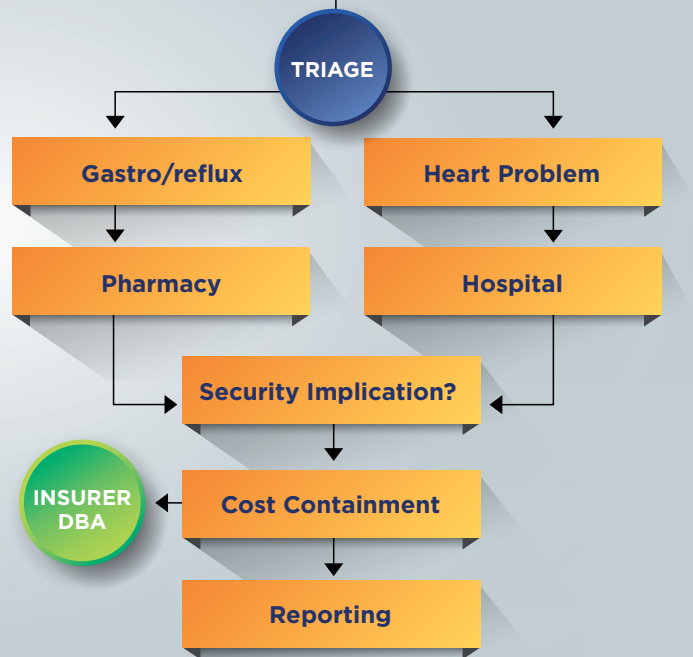 TRIAGE
Gastro/reflux
Heart Problem
Pharmacy
Hospital
Security Implication?
INSURER
DBA
Cost Containment
Reporting